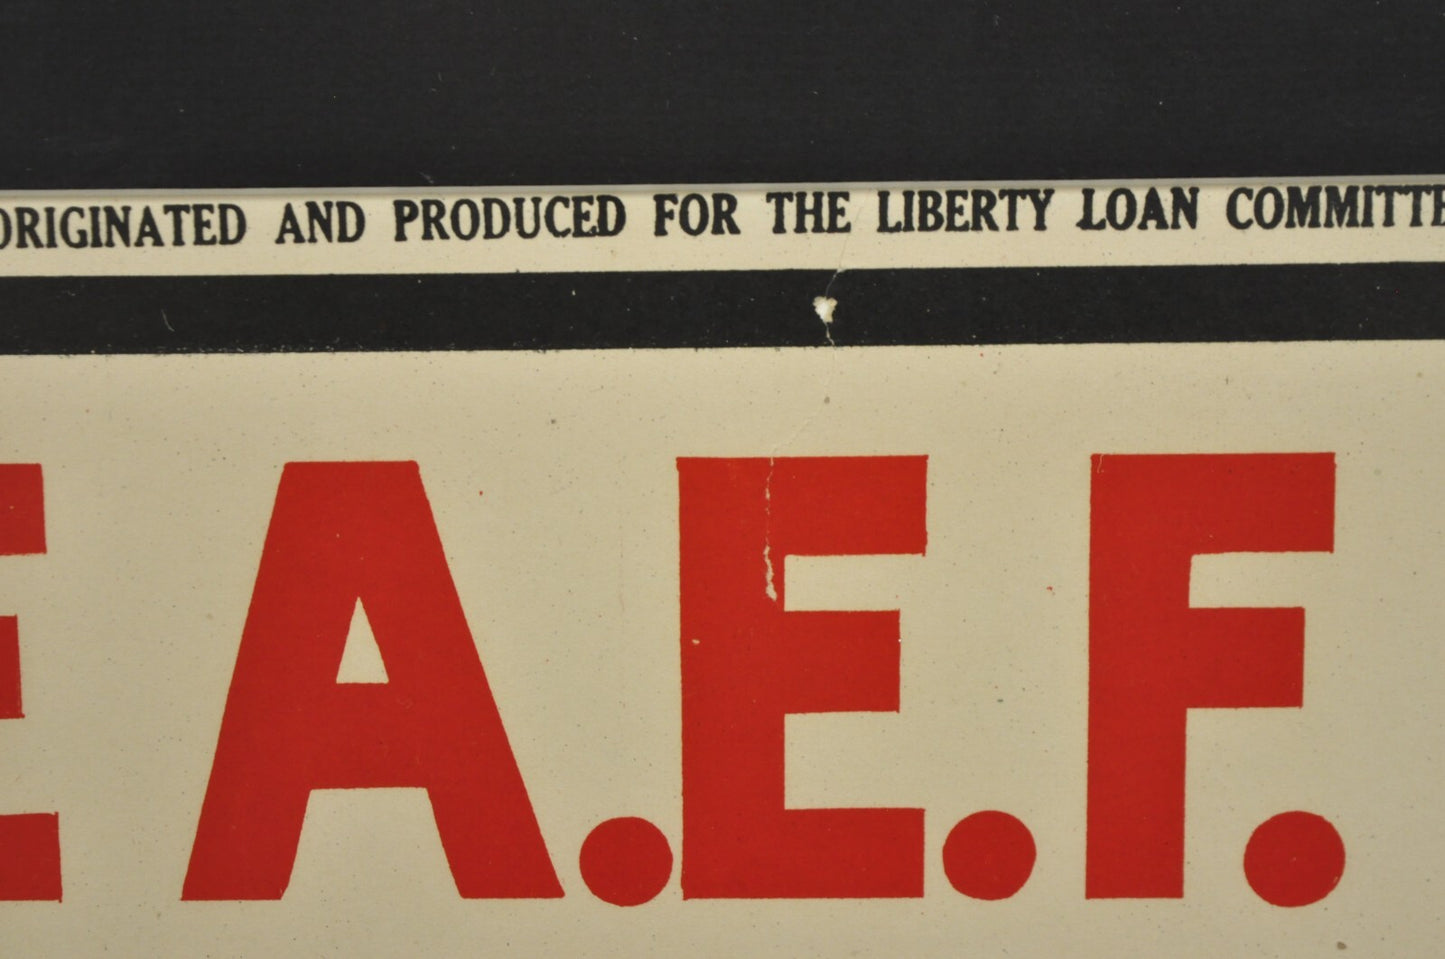 ORIGINATED AND PRODUCED FOR THE LIBERTY LOAN COMMITTE
E A.E.F.